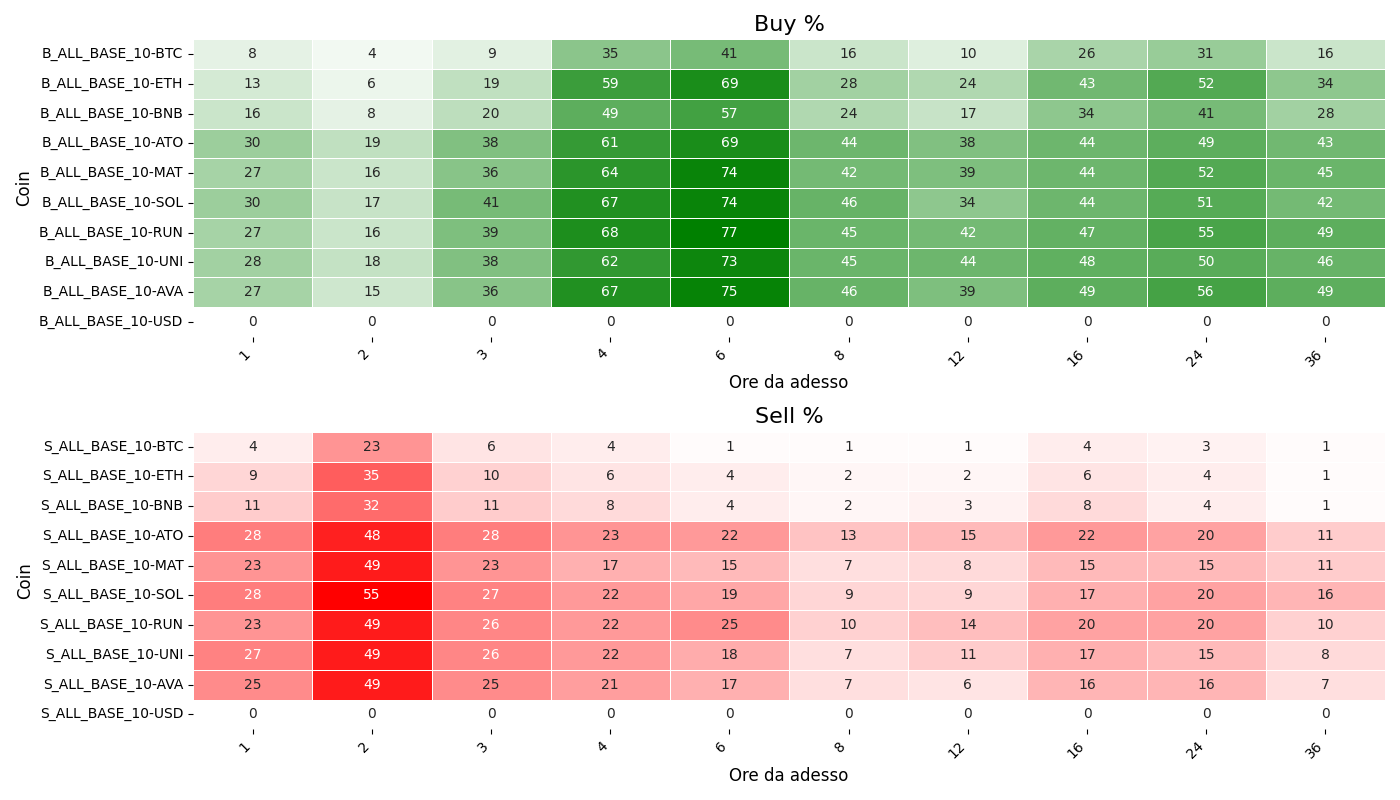 Buy %
Coin
B_ALL_BASE_10-BTC 8 4 9 35 41 16 10 26 31 16
B_ALL_BASE_10-ETH 13 6 19 59 69 28 24 43 52 34
B_ALL_BASE_10-BNB 16 8 20 49 57 24 17 34 41 28
B_ALL_BASE_10-ATO 30 19 38 61 69 44 38 44 49 43
B_ALL_BASE_10-MAT 27 16 36 64 74 42 39 44 52 45
B_ALL_BASE_10-SOL 30 17 41 67 74 46 34 44 51 42
B_ALL_BASE_10-RUN 27 16 39 68 77 45 42 47 55 49
B_ALL_BASE_10-UNI 28 18 38 62 73 45 44 48 50 46
B_ALL_BASE_10-AVA 27 15 36 67 75 46 39 49 56 49
B_ALL_BASE_10-USD 0 0 0 0 0 0 0 0 0 0
1 2 3 4 6 8 12 16 24 36
Ore da adesso
Sell %
Coin
S_ALL_BASE_10-BTC 4 23 6 4 1 1 1 4 3 1
S_ALL_BASE_10-ETH 9 35 10 6 4 2 2 6 4 1
S_ALL_BASE_10-BNB 11 32 11 8 4 2 3 8 4 1
S_ALL_BASE_10-ATO 28 48 28 23 22 13 15 22 20 11
S_ALL_BASE_10-MAT 23 49 23 17 15 7 8 15 15 11
S_ALL_BASE_10-SOL 28 55 27 22 19 9 9 17 20 16
S_ALL_BASE_10-RUN 23 49 26 22 25 10 14 20 20 10
S_ALL_BASE_10-UNI 27 49 26 22 18 7 11 17 15 8
S_ALL_BASE_10-AVA 25 49 25 21 17 7 6 16 16 7
S_ALL_BASE_10-USD 0 0 0 0 0 0 0 0 0 0
1 2 3 4 6 8 12 16 24 36
Ore da adesso